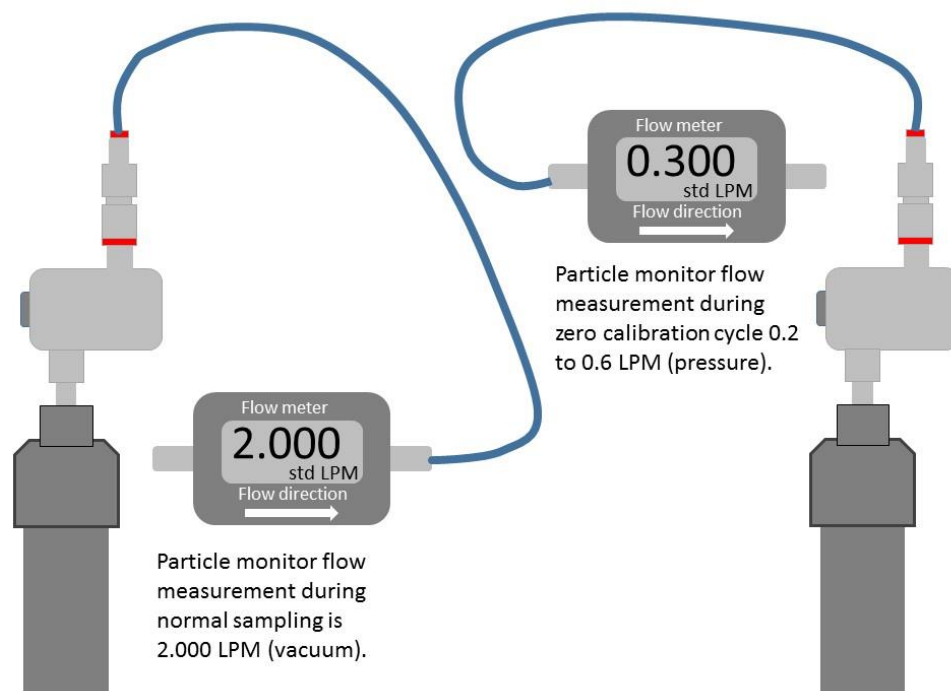 Flow meter
2.000
std LPM
Flow direction
Particle monitor flow
measurement during
normal sampling is
2.000 LPM (vacuum).
Flow meter
0.300
std LPM
Flow direction
Particle monitor flow
measurement during
zero calibration cycle 0.2
to 0.6 LPM (pressure).